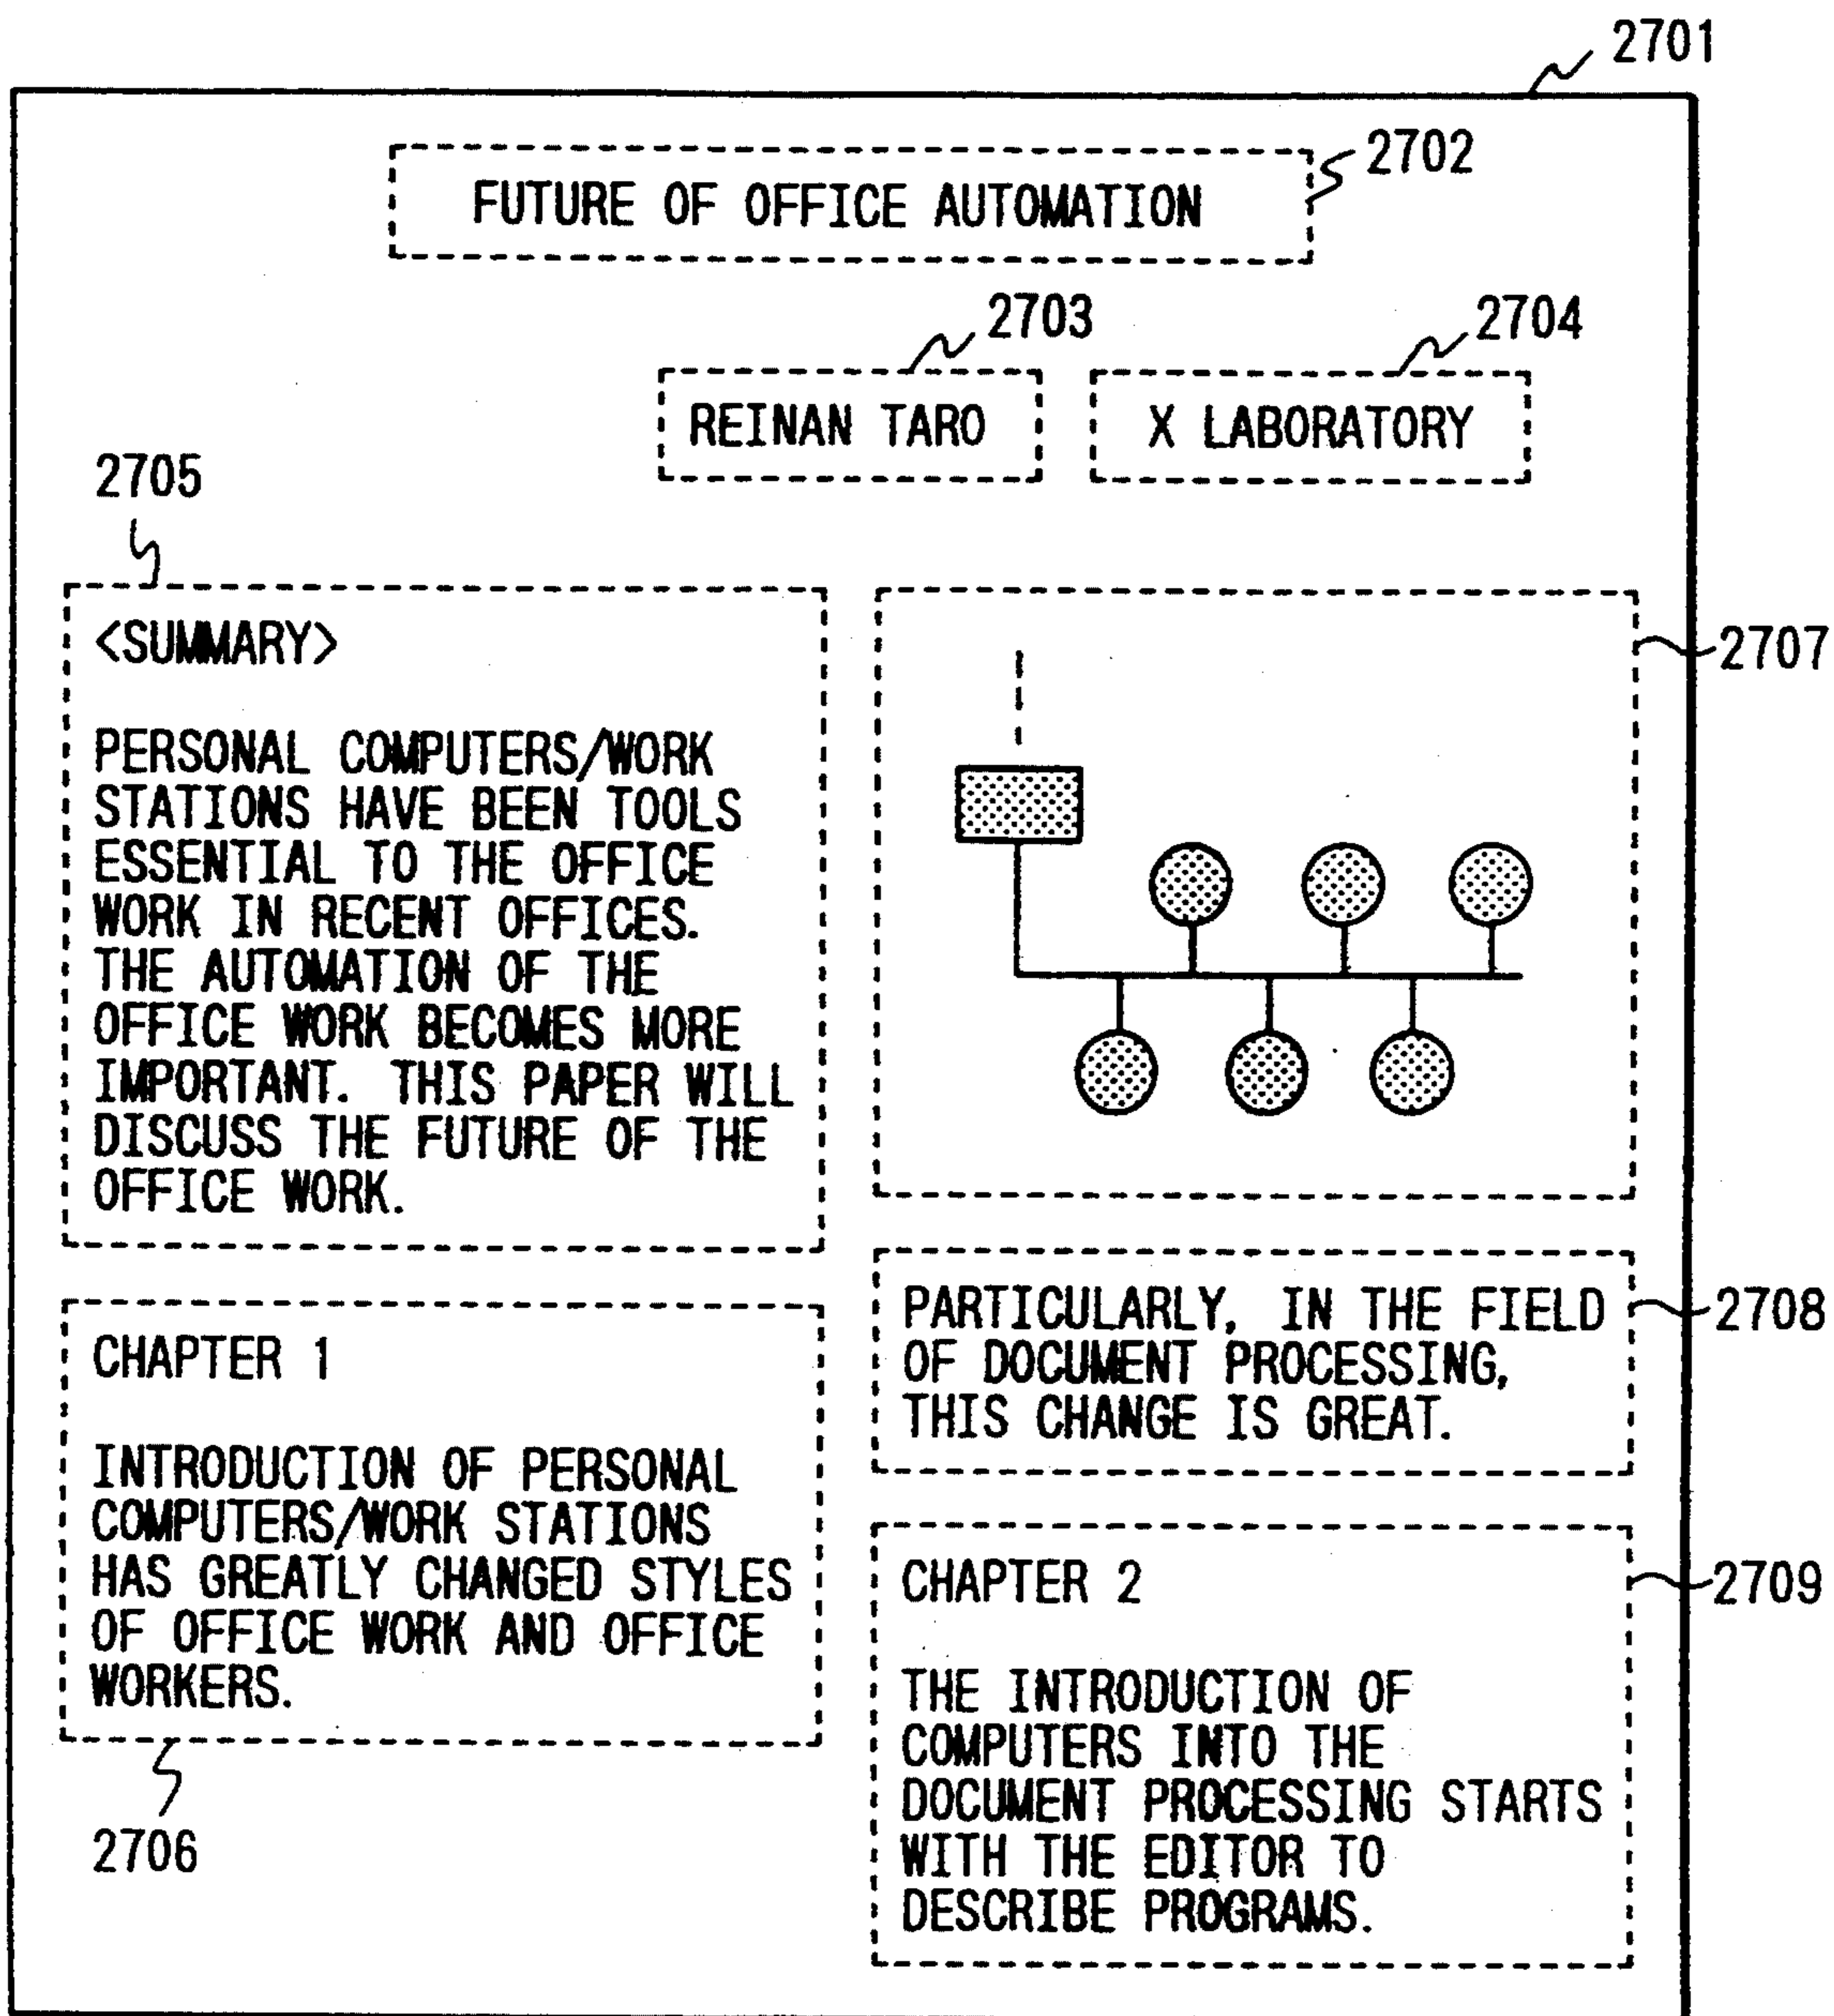 2701
FUTURE OF OFFICE AUTOMATION
2702
2703
2704
REINAN TARO
X LABORATORY
2705
<SUMMARY>
PERSONAL COMPUTERS/WORK
STATIONS HAVE BEEN TOOLS
ESSENTIAL TO THE OFFICE
WORK IN RECENT OFFICES.
THE AUTOMATION OF THE
OFFICE WORK BECOMES MORE
IMPORTANT. THIS PAPER WILL
DISCUSS THE FUTURE OF THE
OFFICE WORK.
CHAPTER 1
INTRODUCTION OF PERSONAL
COMPUTERS/WORK STATIONS
HAS GREATLY CHANGED STYLES
OF OFFICE WORK AND OFFICE
WORKERS.
2706
2707
PARTICULARLY, IN THE FIELD
OF DOCUMENT PROCESSING,
THIS CHANGE IS GREAT.
2708
CHAPTER 2
2709
THE INTRODUCTION OF
COMPUTERS INTO THE
DOCUMENT PROCESSING STARTS
WITH THE EDITOR TO
DESCRIBE PROGRAMS.